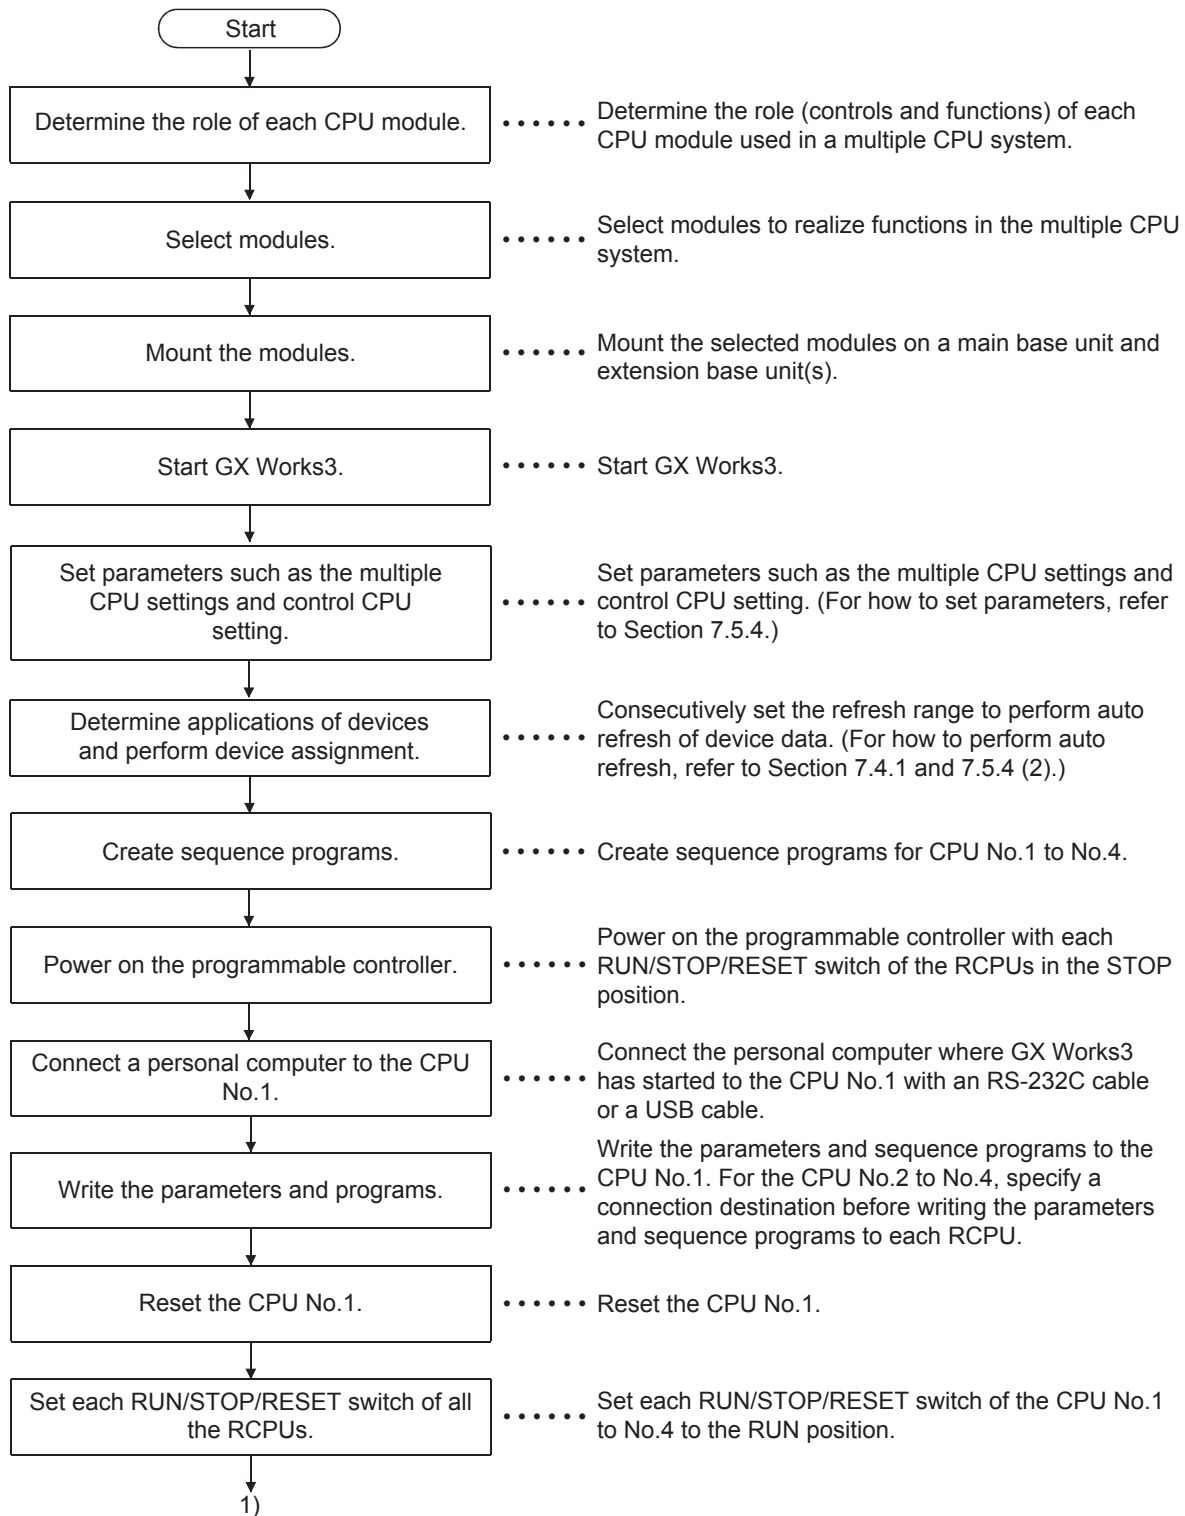 Start
Determine the role of each CPU module.
•••••• Determine the role (controls and functions) of each
CPU module used in a multiple CPU system.
Select modules.
•••••• Select modules to realize functions in the multiple CPU
system.
Mount the modules.
•••••• Mount the selected modules on a main base unit and
extension base unit(s).
Start GX Works3.
•••••• Start GX Works3.
Set parameters such as the multiple
CPU settings and control CPU
setting.
Set parameters such as the multiple CPU settings and
•••••• control CPU setting. (For how to set parameters, refer
to Section 7.5.4.)
Determine applications of devices
and perform device assignment.
Consecutively set the refresh range to perform auto
•••••• refresh of device data. (For how to perform auto
refresh, refer to Section 7.4.1 and 7.5.4 (2).)
Create sequence programs.
•••••• Create sequence programs for CPU No.1 to No.4.
Power on the programmable controller.
Power on the programmable controller with each
•••••• RUN/STOP/RESET switch of the RCPUs in the STOP
position.
Connect a personal computer to the CPU
No.1.
Connect the personal computer where GX Works3
•••••• has started to the CPU No.1 with an RS-232C cable
or a USB cable.
Write the parameters and programs.
Write the parameters and sequence programs to the
•••••• CPU No.1. For the CPU No.2 to No.4, specify a
connection destination before writing the parameters
and sequence programs to each RCPU.
Reset the CPU No.1.
•••••• Reset the CPU No.1.
Set each RUN/STOP/RESET switch of all
the RCPUs.
•••••• Set each RUN/STOP/RESET switch of the CPU No.1
to No.4 to the RUN position.
1)